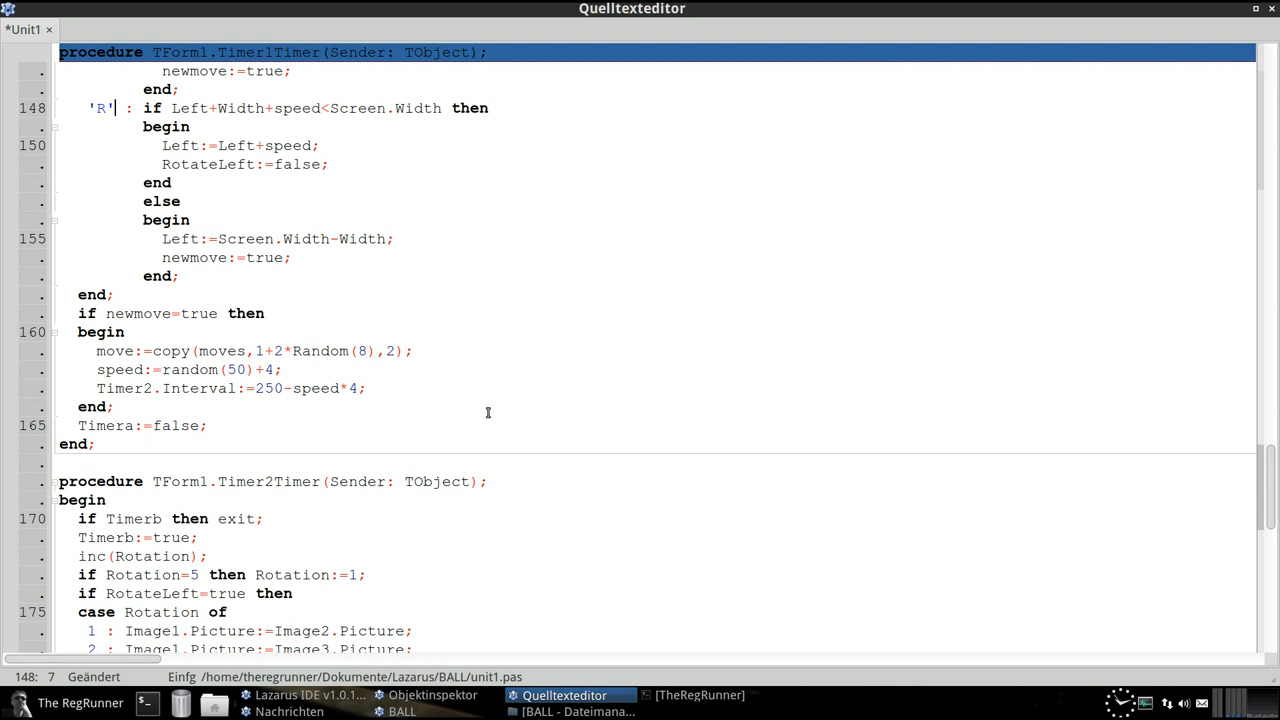 Quelltexteditor
*Unit1 ×
procedure TForm1.Timer1Timer(Sender: TObject);
. newmove:=true;
. end;
148 'R' : if Left+Width+speed<Screen.Width then
. begin
150 Left:=Left+speed;
. RotateLeft:=false;
. end
. else
. begin
155 Left:=Screen.Width-Width;
. newmove:=true;
. end;
. end;
. if newmove=true then
160 begin
. move:=copy(moves,1+2*Random(8),2);
. speed:=random(50)+4;
. Timer2.Interval:=250-speed*4;
. end;
165 Timera:=false;
. end;
.
. procedure TForm1.Timer2Timer(Sender: TObject);
. begin
170 if Timerb then exit;
. Timerb:=true;
. inc(Rotation);
. if Rotation=5 then Rotation:=1;
. if RotateLeft=true then
175 case Rotation of
. 1 : Image1.Picture:=Image2.Picture;
. 2 : Image1.Picture:=Image3.Picture;
148: 7 Geändert Einfg /home/theregrunner/Dokumente/Lazarus/BALL/unit1.pas
The RegRunner Lazarus IDE v1.0.1... Objektinspektor Quelltexteditor [TheRegRunner]
Nachrichten BALL [BALL - Dateimana...